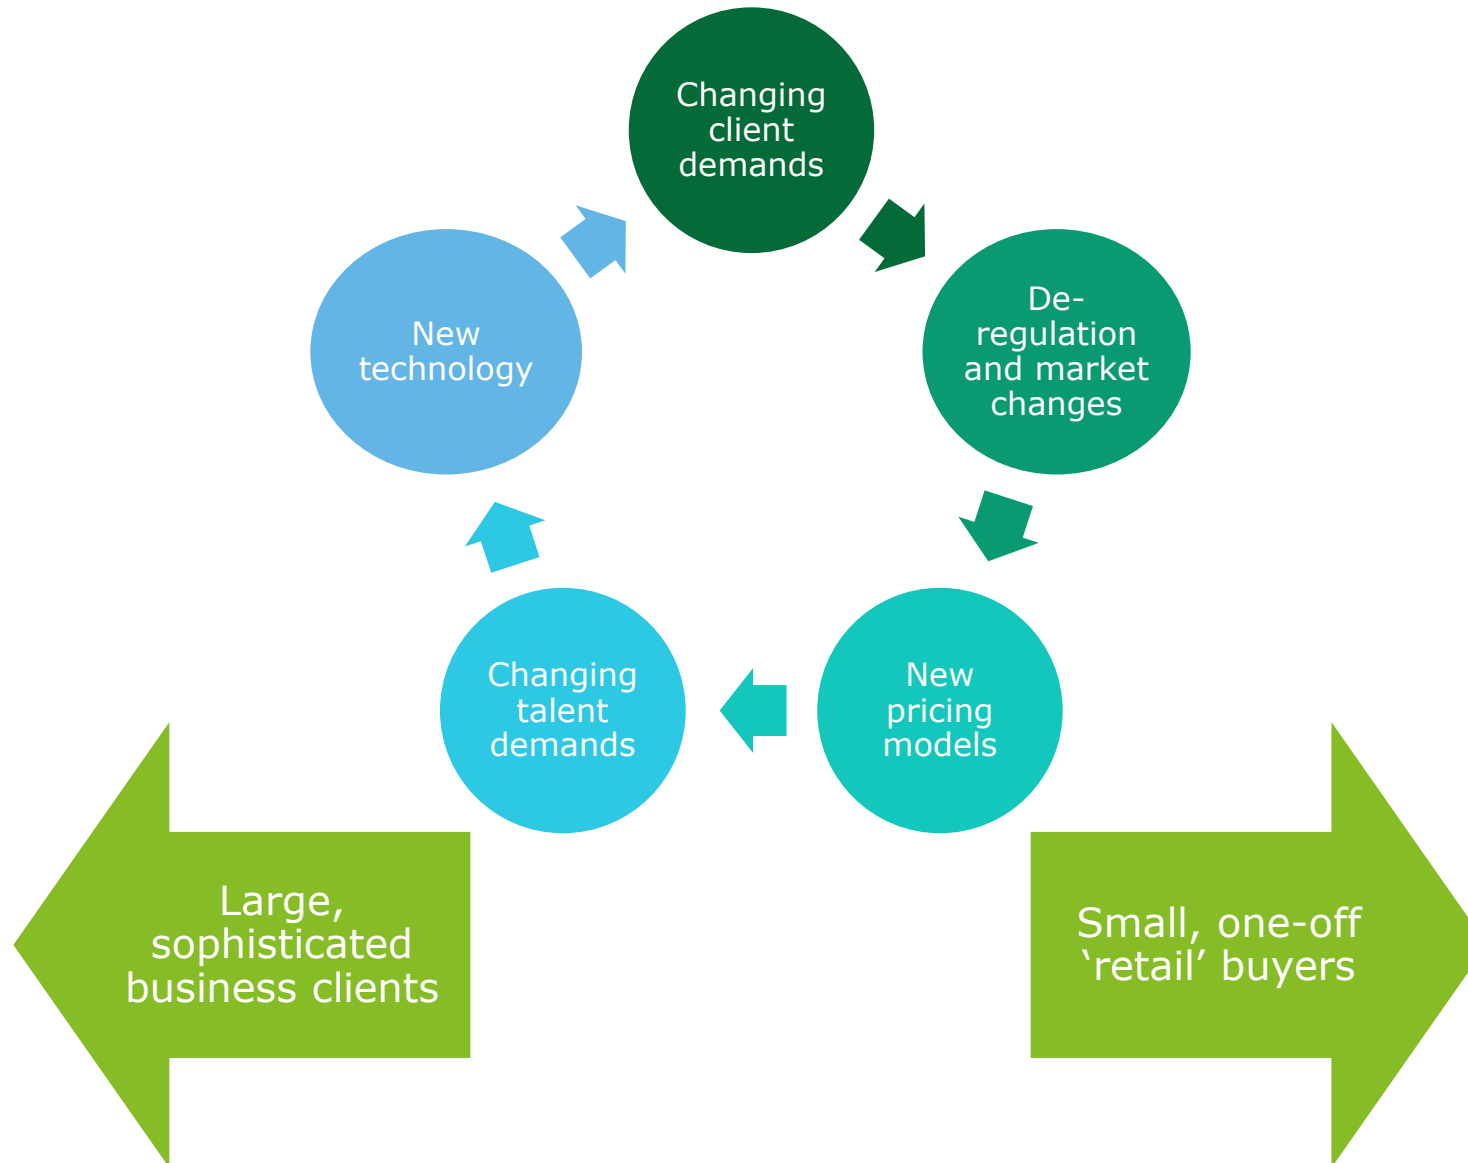 Changing
client
demands
De-
regulation
and market
changes
New
pricing
models
Changing
talent
demands
New
technology
Large,
sophisticated
business clients
Small, one-off
‘retail’ buyers